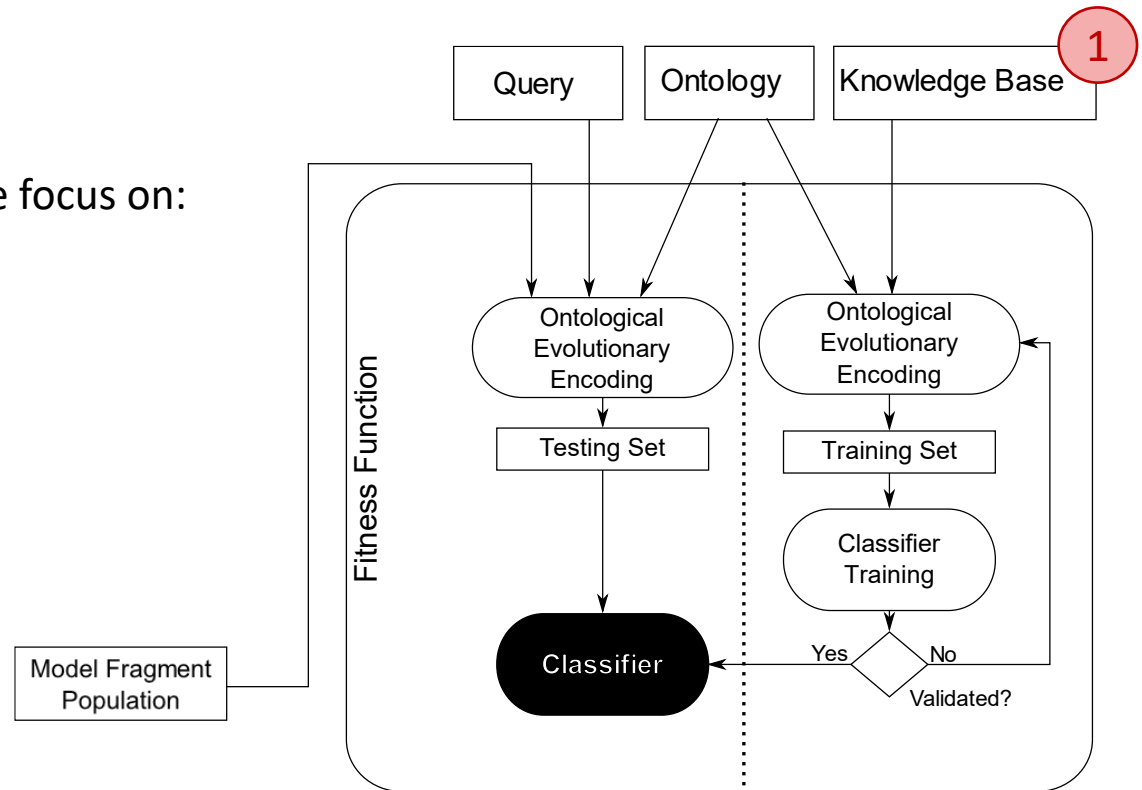 1
Query
Ontology
Knowledge Base
e focus on:
Fitness Function
Ontological
Evolutionary
Encoding
Ontological
Evolutionary
Encoding
Testing Set
Training Set
Classifier
Training
Classifier
Yes
No
Validated?
Model Fragment
Population